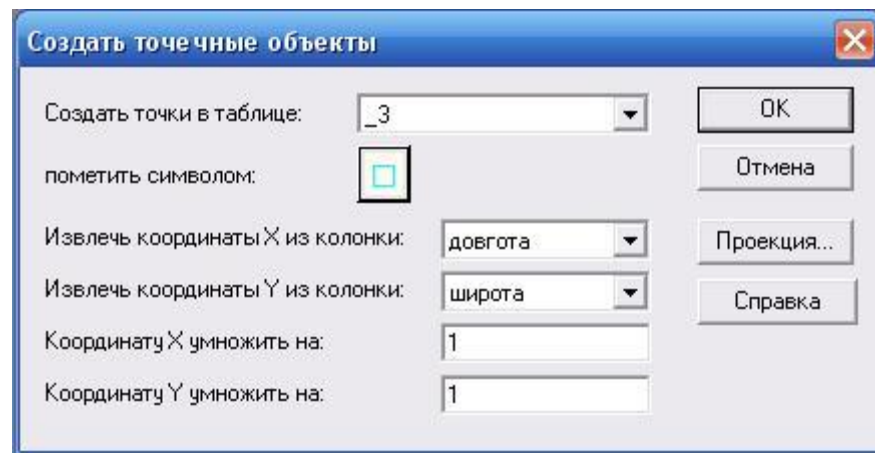 Создать точечные объекты
Создать точки в таблице: _3 OK
пометить символом: Отмена
Извлечь координаты X из колонки: довгота Проекция...
Извлечь координаты Y из колонки: широта Справка
Координату X умножить на: 1
Координату Y умножить на: 1